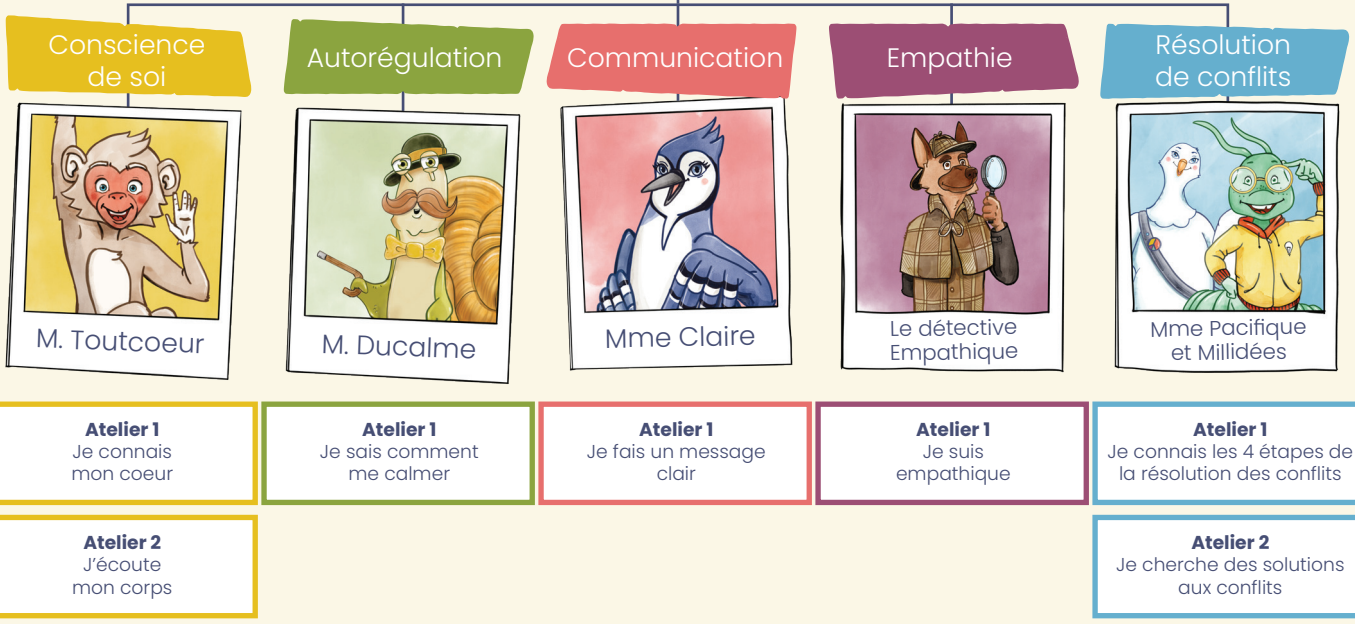 Conscience
de soi
Autorégulation
Communication
Empathie
Résolution
de conflits
M. Toutcoeur
M. Ducalme
Mme Claire
Le détective
Empathique
Mme Pacifique
et Millidées
Atelier 1
Je connais
mon coeur
Atelier 1
Je sais comment
me calmer
Atelier 1
Je fais un message
clair
Atelier 1
Je suis
empathique
Atelier 1
Je connais les 4 étapes de
la résolution des conflits
Atelier 2
J'écoute
mon corps
Atelier 2
Je cherche des solutions
aux conflits